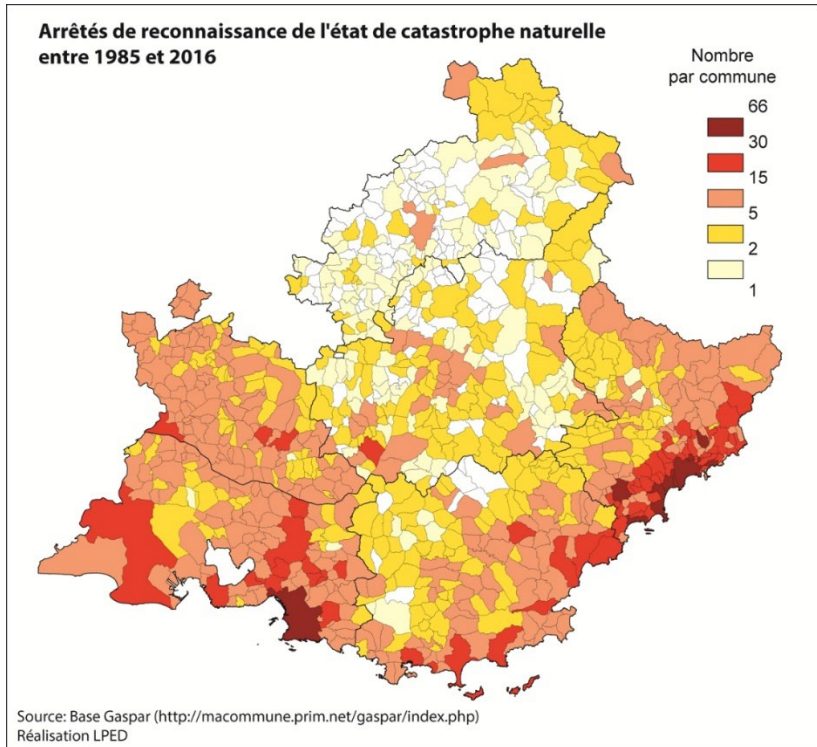 Arrêtés de reconnaissance de l'état de catastrophe naturelle
entre 1985 et 2016
Nombre
par commune
66
30
15
5
2
1
Source: Base Gaspar (http://macommune.prim.net/gaspar/index.php)
Réalisation LPED